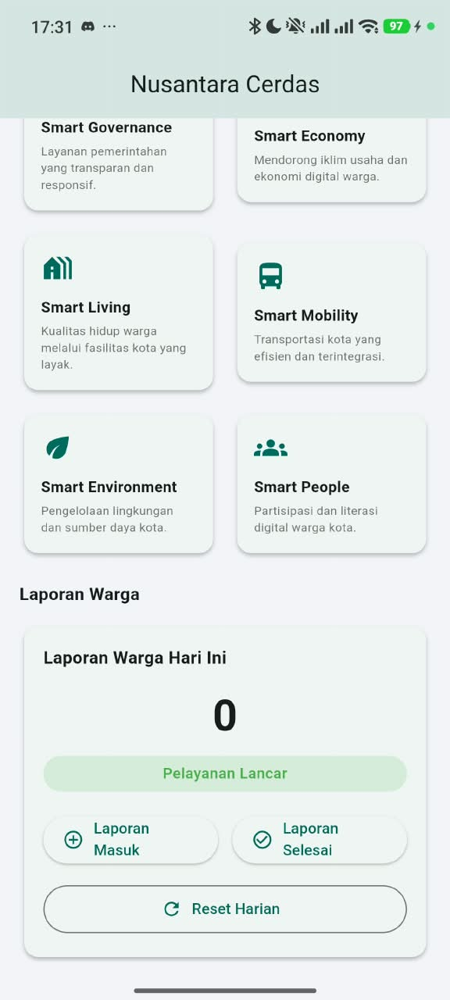 17:31 ...
97
Nusantara Cerdas
Smart Governance
Layanan pemerintahan
yang transparan dan
responsif.
Smart Economy
Mendorong iklim usaha dan
ekonomi digital warga.
Smart Living
Kualitas hidup warga
melalui fasilitas kota yang
layak.
Smart Mobility
Transportasi kota yang
efisien dan terintegrasi.
Smart Environment
Pengelolaan lingkungan
dan sumber daya kota.
Smart People
Partisipasi dan literasi
digital warga kota.
Laporan Warga
Laporan Warga Hari Ini
0
Pelayanan Lancar
Laporan
Masuk
Laporan
Selesai
Reset Harian